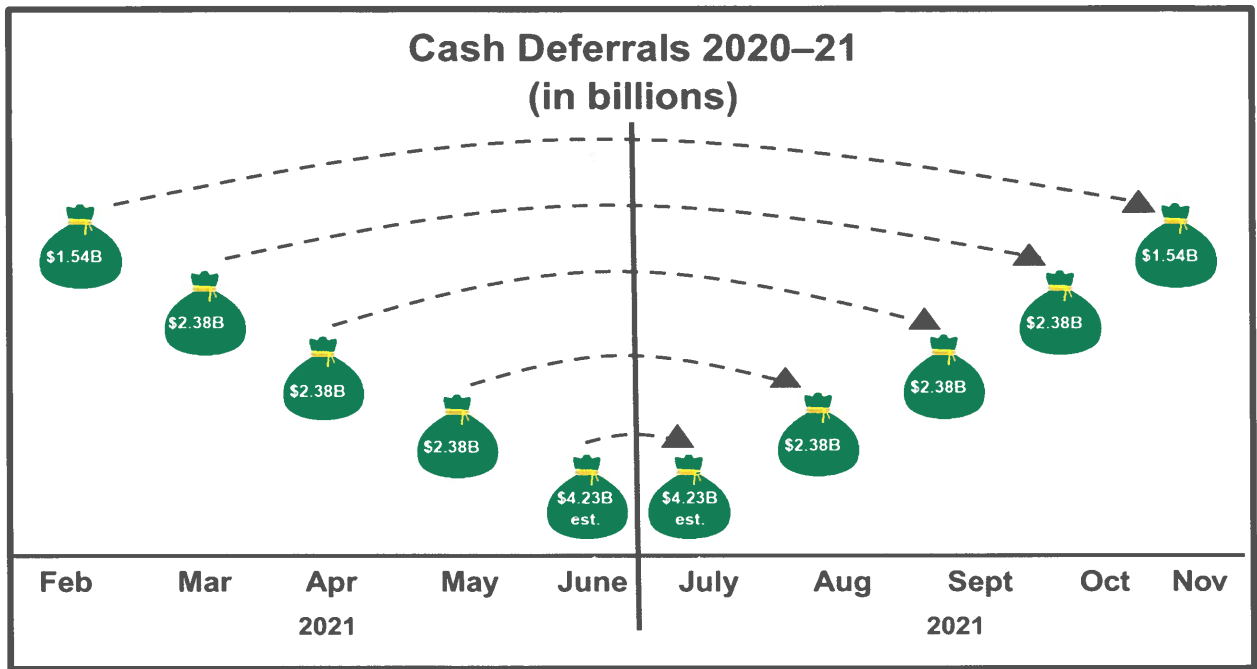 Cash Deferrals 2020–21
(in billions)
$1.54B
$1.54B
$2.38B
$2.38B
$2.38B
$2.38B
$2.38B
$2.38B
$4.23B
est.
$4.23B
est.
Feb Mar Apr May June July Aug Sept Oct Nov
2021 2021